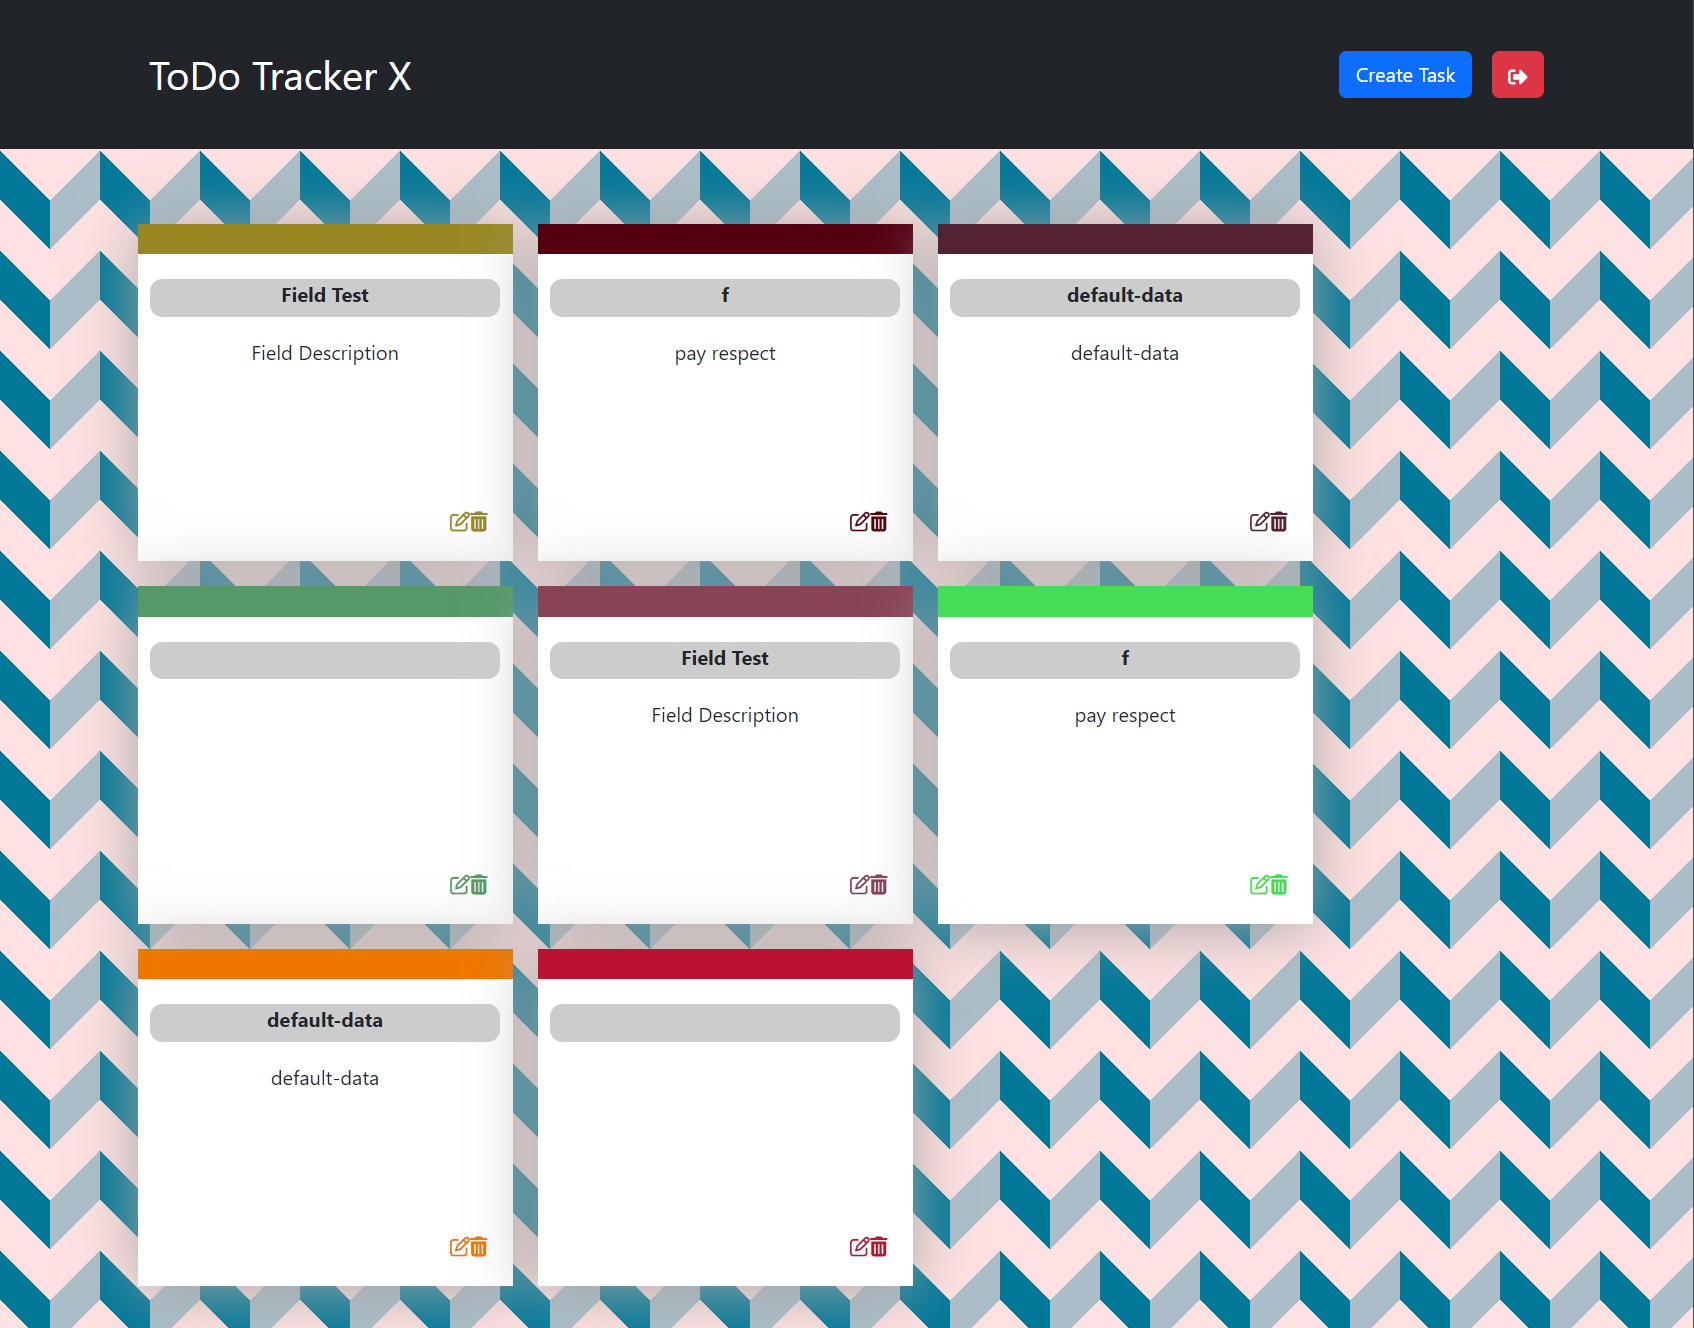 ToDo Tracker X
Create Task
Field Test
Field Description
f
pay respect
default-data
default-data
Field Test
Field Description
f
pay respect
default-data
default-data